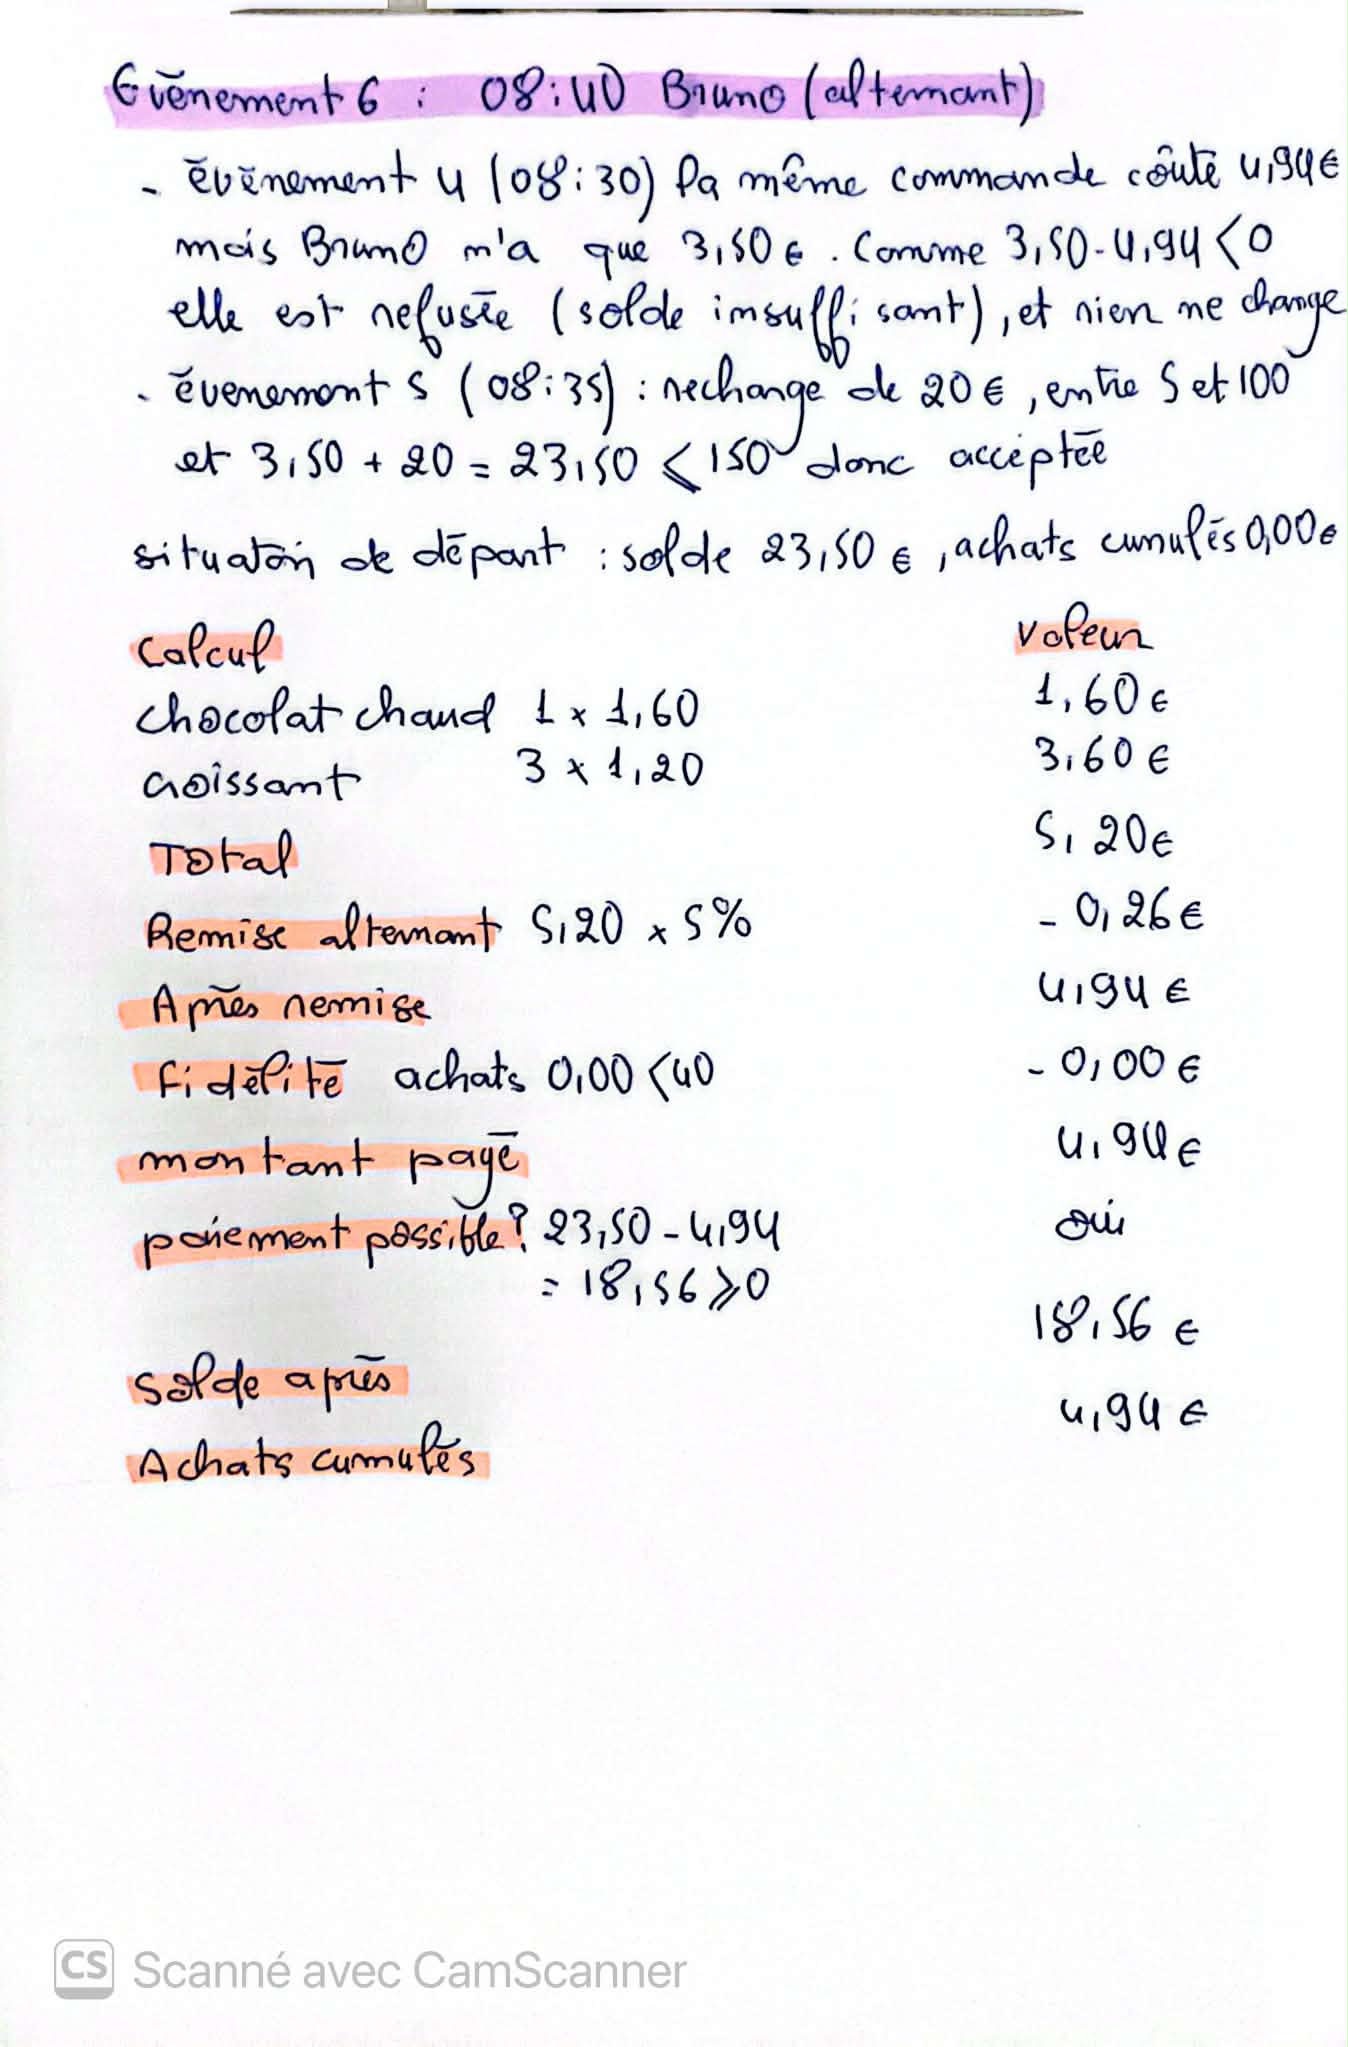 Evènement 6 : 08:40 Bruno (alternant)
- évènement 4 (08:30) la même commande coûte 4,94€
mais Bruno n'a que 3,50 €. Comme 3,50-4,94 < 0
elle est refusée (solde insuffisant), et rien ne change
- évenement 5 (08:35) : rechange de 20 €, entre 5 et 100
et 3,50 + 20 = 23,50 ⩽ 150 donc acceptée
situation de départ : solde 23,50 €, achats cumulés 0,00€
Calcul Valeur
chocolat chaud 1 x 1,60 1,60 €
croissant 3 x 1,20 3,60 €
Total 5,20€
Remise alternant 5,20 x 5% - 0,26 €
Après remise 4,94 €
fidélité achats 0,00 < 40 - 0,00 €
montant payé 4,94 €
paiement possible ? 23,50 - 4,94 oui
= 18,56 ⩾ 0
Solde après 18,56 €
Achats cumulés 4,94 €
CS Scanné avec CamScanner